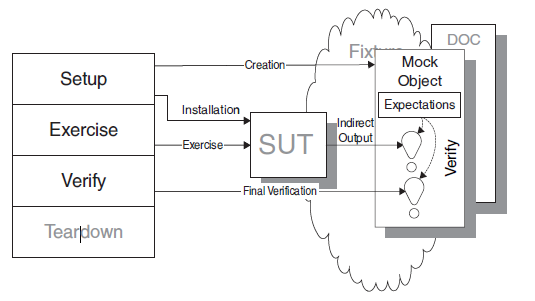 Setup
Exercise
Verify
Teardown
Creation
Installation
Exercise
Final Verification
SUT
Indirect
Output
Fixture
DOC
Mock
Object
Expectations
Verify